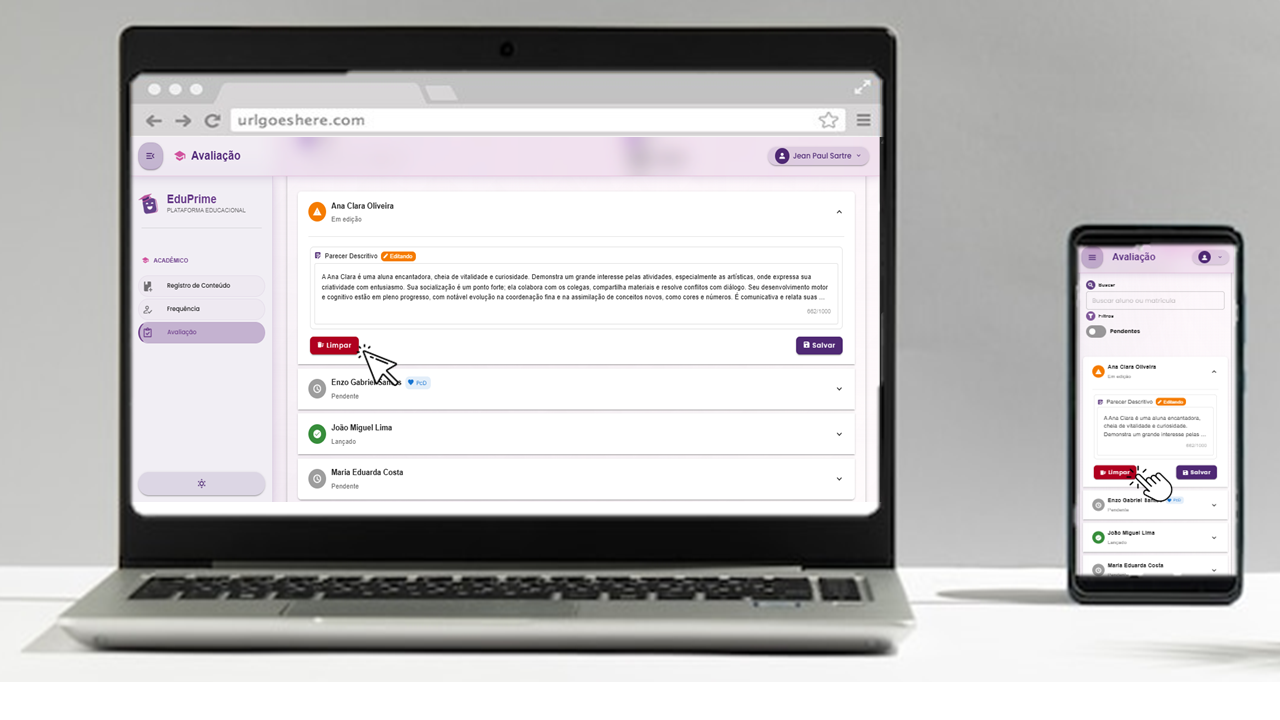 urlgoeshere.com
Avaliação
Jean Paul Sartre
EduPrime
PLATAFORMA EDUCACIONAL
ACADÊMICO
Registro de Conteúdo
Frequência
Avaliação
Ana Clara Oliveira
Em edição
Parecer Descritivo Editando
A Ana Clara é uma aluna encantadora, cheia de vitalidade e curiosidade. Demonstra um grande interesse pelas atividades, especialmente as artísticas, onde expressa sua
criatividade com entusiasmo. Sua socialização é um ponto forte; ela colabora com os colegas, compartilha materiais e resolve conflitos com diálogo. Seu desenvolvimento motor
e cognitivo estão em pleno progresso, com notável evolução na coordenação fina e na assimilação de conceitos novos, como cores e números. É comunicativa e relata suas ...
662/1000
Limpar
Salvar
Enzo Gabriel Santos PcD
Pendente
João Miguel Lima
Lançado
Maria Eduarda Costa
Pendente
Avaliação
Buscar
Buscar aluno ou matrícula
Filtros
Pendentes
Ana Clara Oliveira
Em edição
Parecer Descritivo Editando
A Ana Clara é uma aluna encantadora,
cheia de vitalidade e curiosidade.
Demonstra um grande interesse pelas ...
662/1000
Limpar
Salvar
Enzo Gabriel Santos PcD
Pendente
João Miguel Lima
Lançado
Maria Eduarda Costa